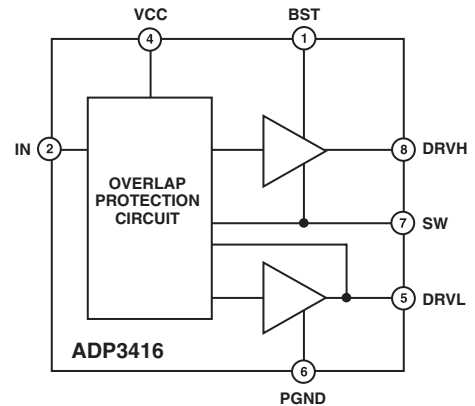 VCC
BST
4
1
IN
2
8
DRVH
OVERLAP
PROTECTION
CIRCUIT
7
SW
5
DRVL
ADP3416
6
PGND